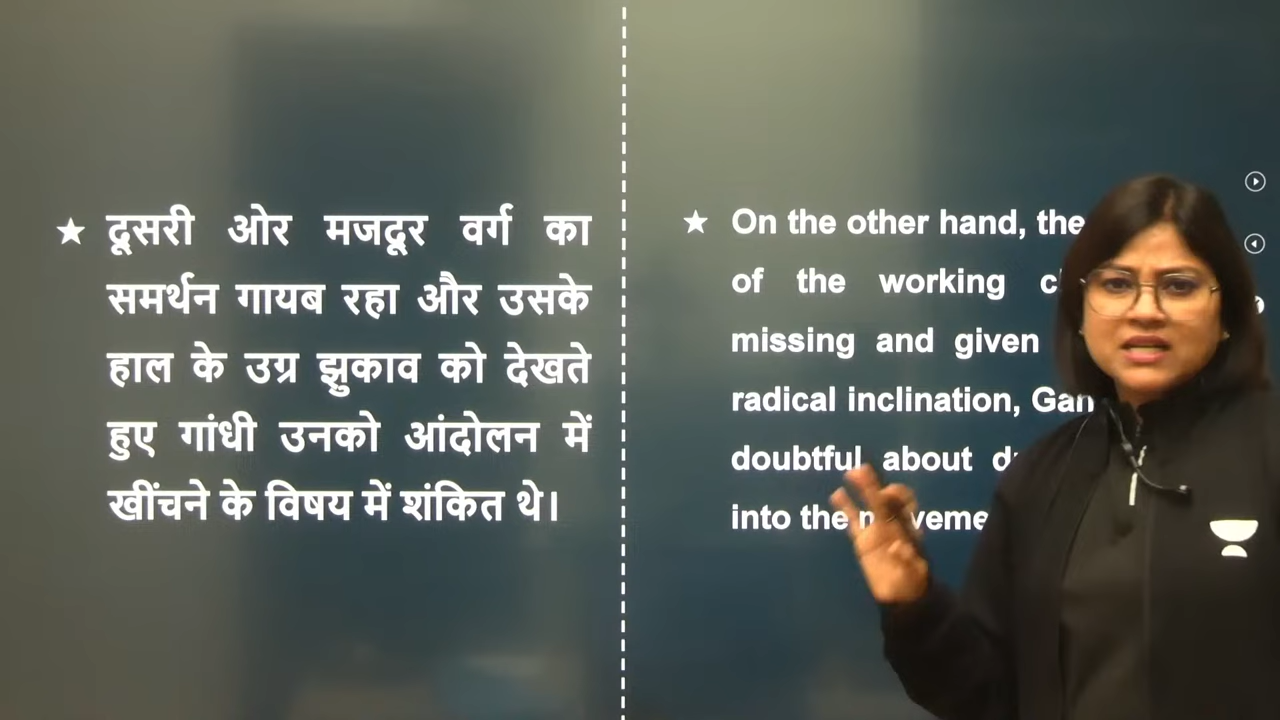 दूसरी ओर मजदूर वर्ग का
समर्थन गायब रहा और उसके
हाल के उग्र झुकाव को देखते
हुए गांधी उनको आंदोलन में
खींचने के विषय में शंकित थे।
On the other hand, the
of the working
missing and given
radical inclination,
doubtful about
into the